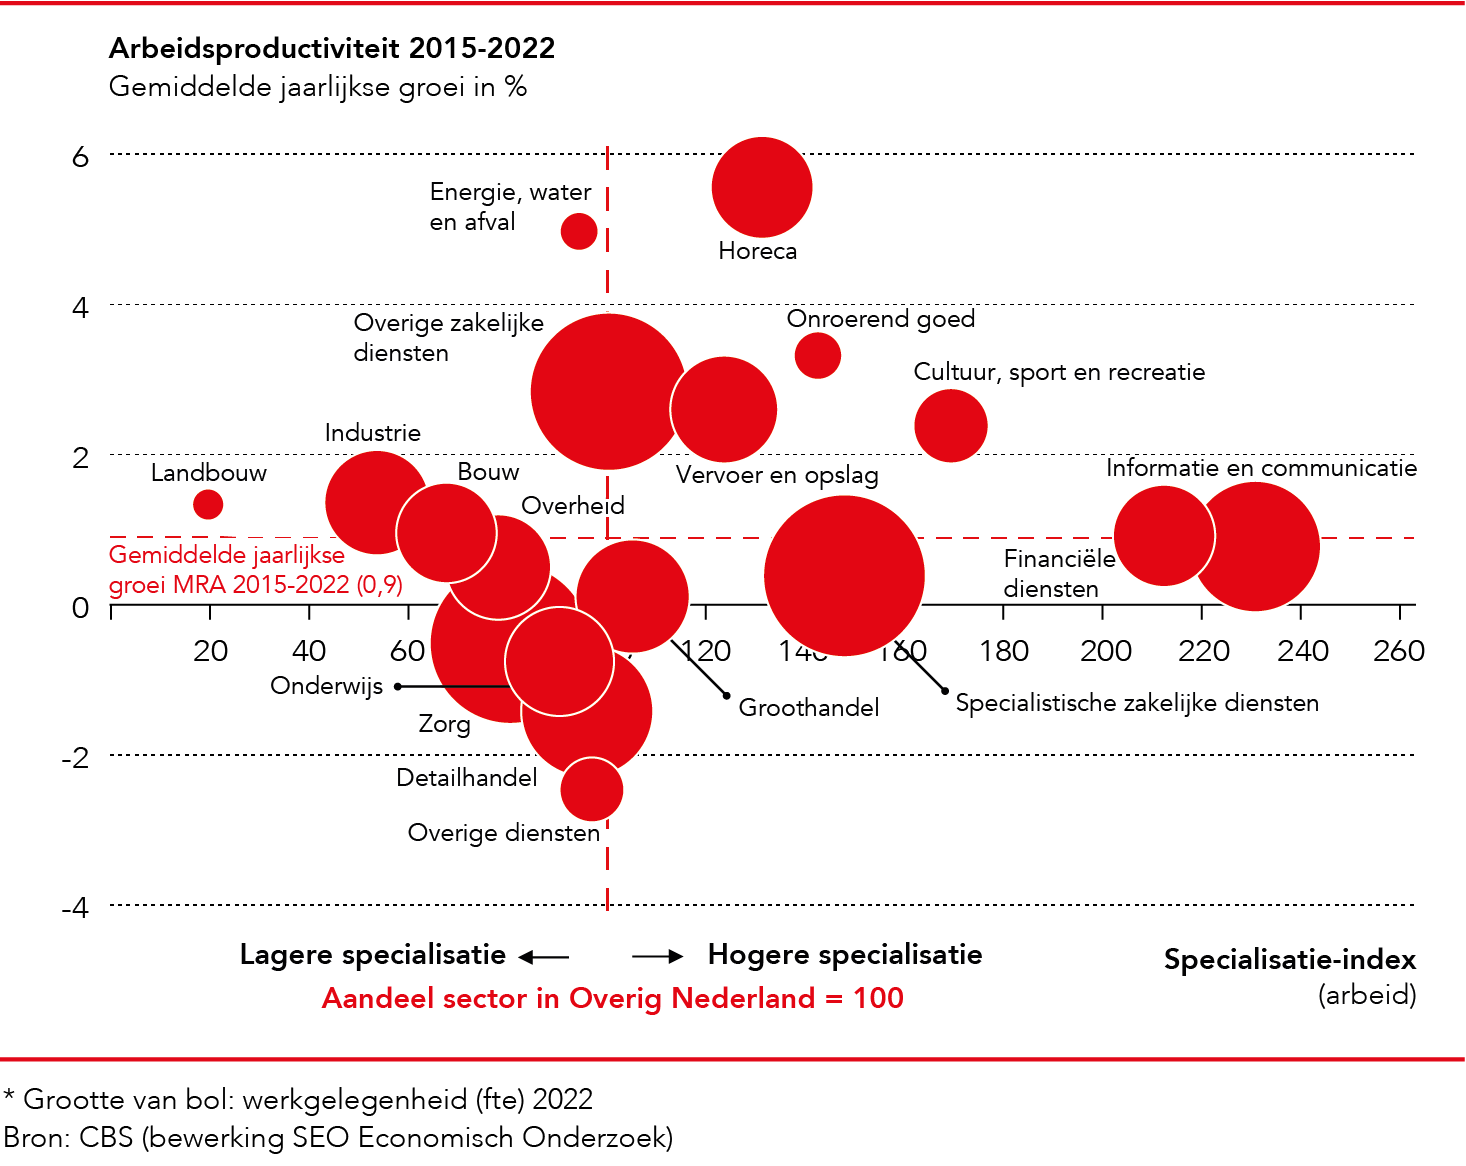 Arbeidsproductiviteit 2015-2022
Gemiddelde jaarlijkse groei in %
6
Energie, water
en afval
Horeca
4
Overige zakelijke
diensten
Onroerend goed
Cultuur, sport en recreatie
Industrie
2
Landbouw
Bouw
Vervoer en opslag
Informatie en communicatie
Overheid
Gemiddelde jaarlijkse
groei MRA 2015-2022 (0,9)
Financiële
diensten
0
20 40 60 120 140 160 180 200 220 240 260
Onderwijs
Zorg
Groothandel
Specialistische zakelijke diensten
-2
Detailhandel
Overige diensten
-4
Lagere specialisatie
Hogere specialisatie
Specialisatie-index
(arbeid)
Aandeel sector in Overig Nederland = 100
* Grootte van bol: werkgelegenheid (fte) 2022
Bron: CBS (bewerking SEO Economisch Onderzoek)